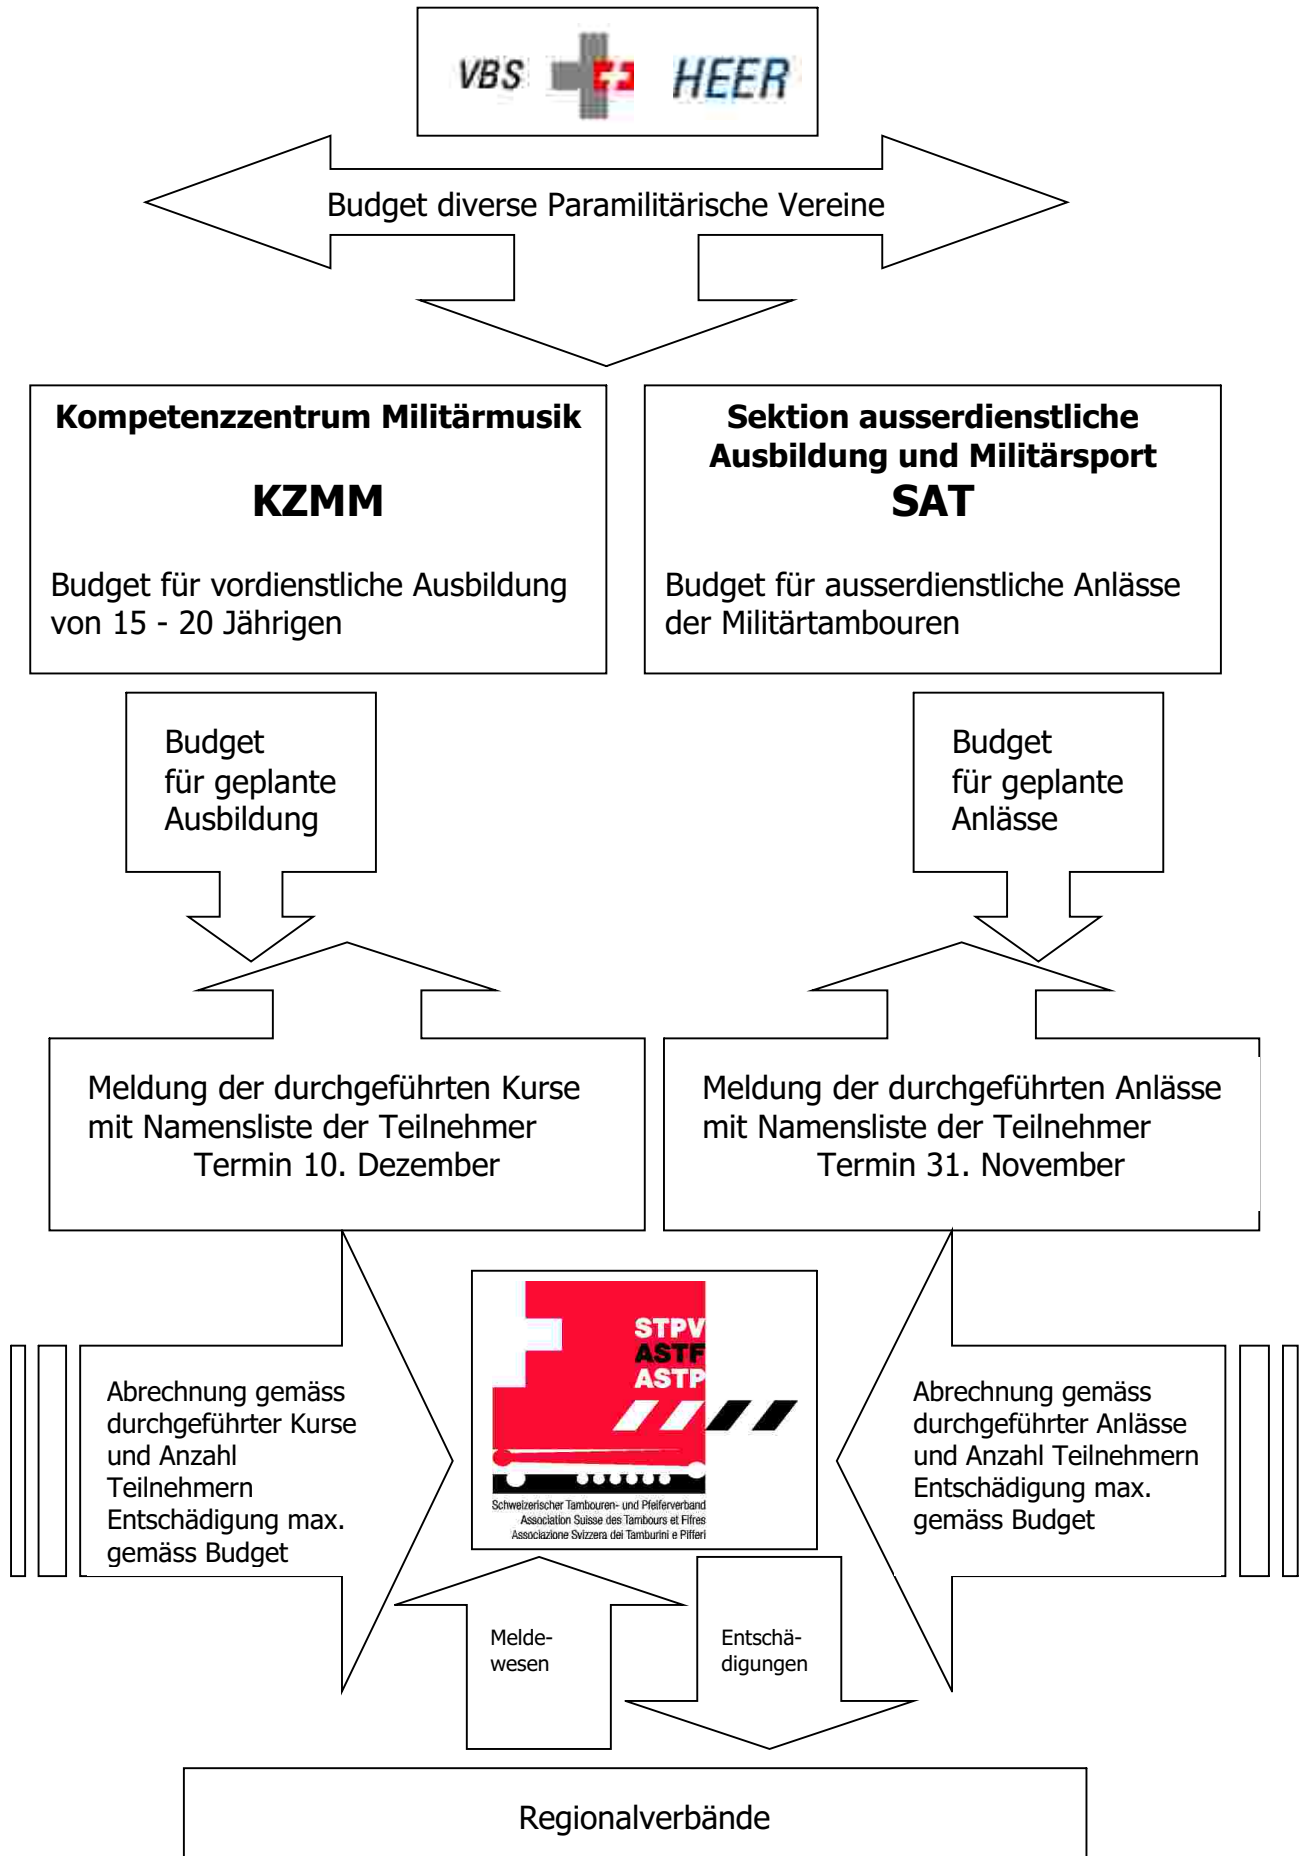 VBS HEER
Budget diverse Paramilitärische Vereine
Kompetenzzentrum Militärmusik
KZMM
Budget für vordienstliche Ausbildung
von 15 - 20 Jährigen
Sektion ausserdienstliche
Ausbildung und Militärsport
SAT
Budget für ausserdienstliche Anlässe
der Militärtambouren
Budget
für geplante
Ausbildung
Budget
für geplante
Anlässe
Meldung der durchgeführten Kurse
mit Namensliste der Teilnehmer
Termin 10. Dezember
Meldung der durchgeführten Anlässe
mit Namensliste der Teilnehmer
Termin 31. November
Abrechnung gemäss
durchgeführter Kurse
und Anzahl
Teilnehmern
Entschädigung max.
gemäss Budget
STPV
ASTF
ASTP
Schweizerischer Tambouren- und Pfeiferverband
Association Suisse des Tambours et Fifres
Associazione Svizzera dei Tamburini e Pifferi
Abrechnung gemäss
durchgeführter Anlässe
und Anzahl Teilnehmern
Entschädigung max.
gemäss Budget
Melde-
wesen
Entschä-
digungen
Regionalverbände